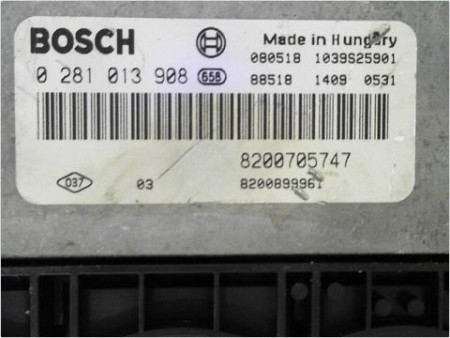 BOSCH
Made in Hungary
080518 1039S25901
0 281 013 908 658
88518 1409 0531
8200705747
037 03 8200899961